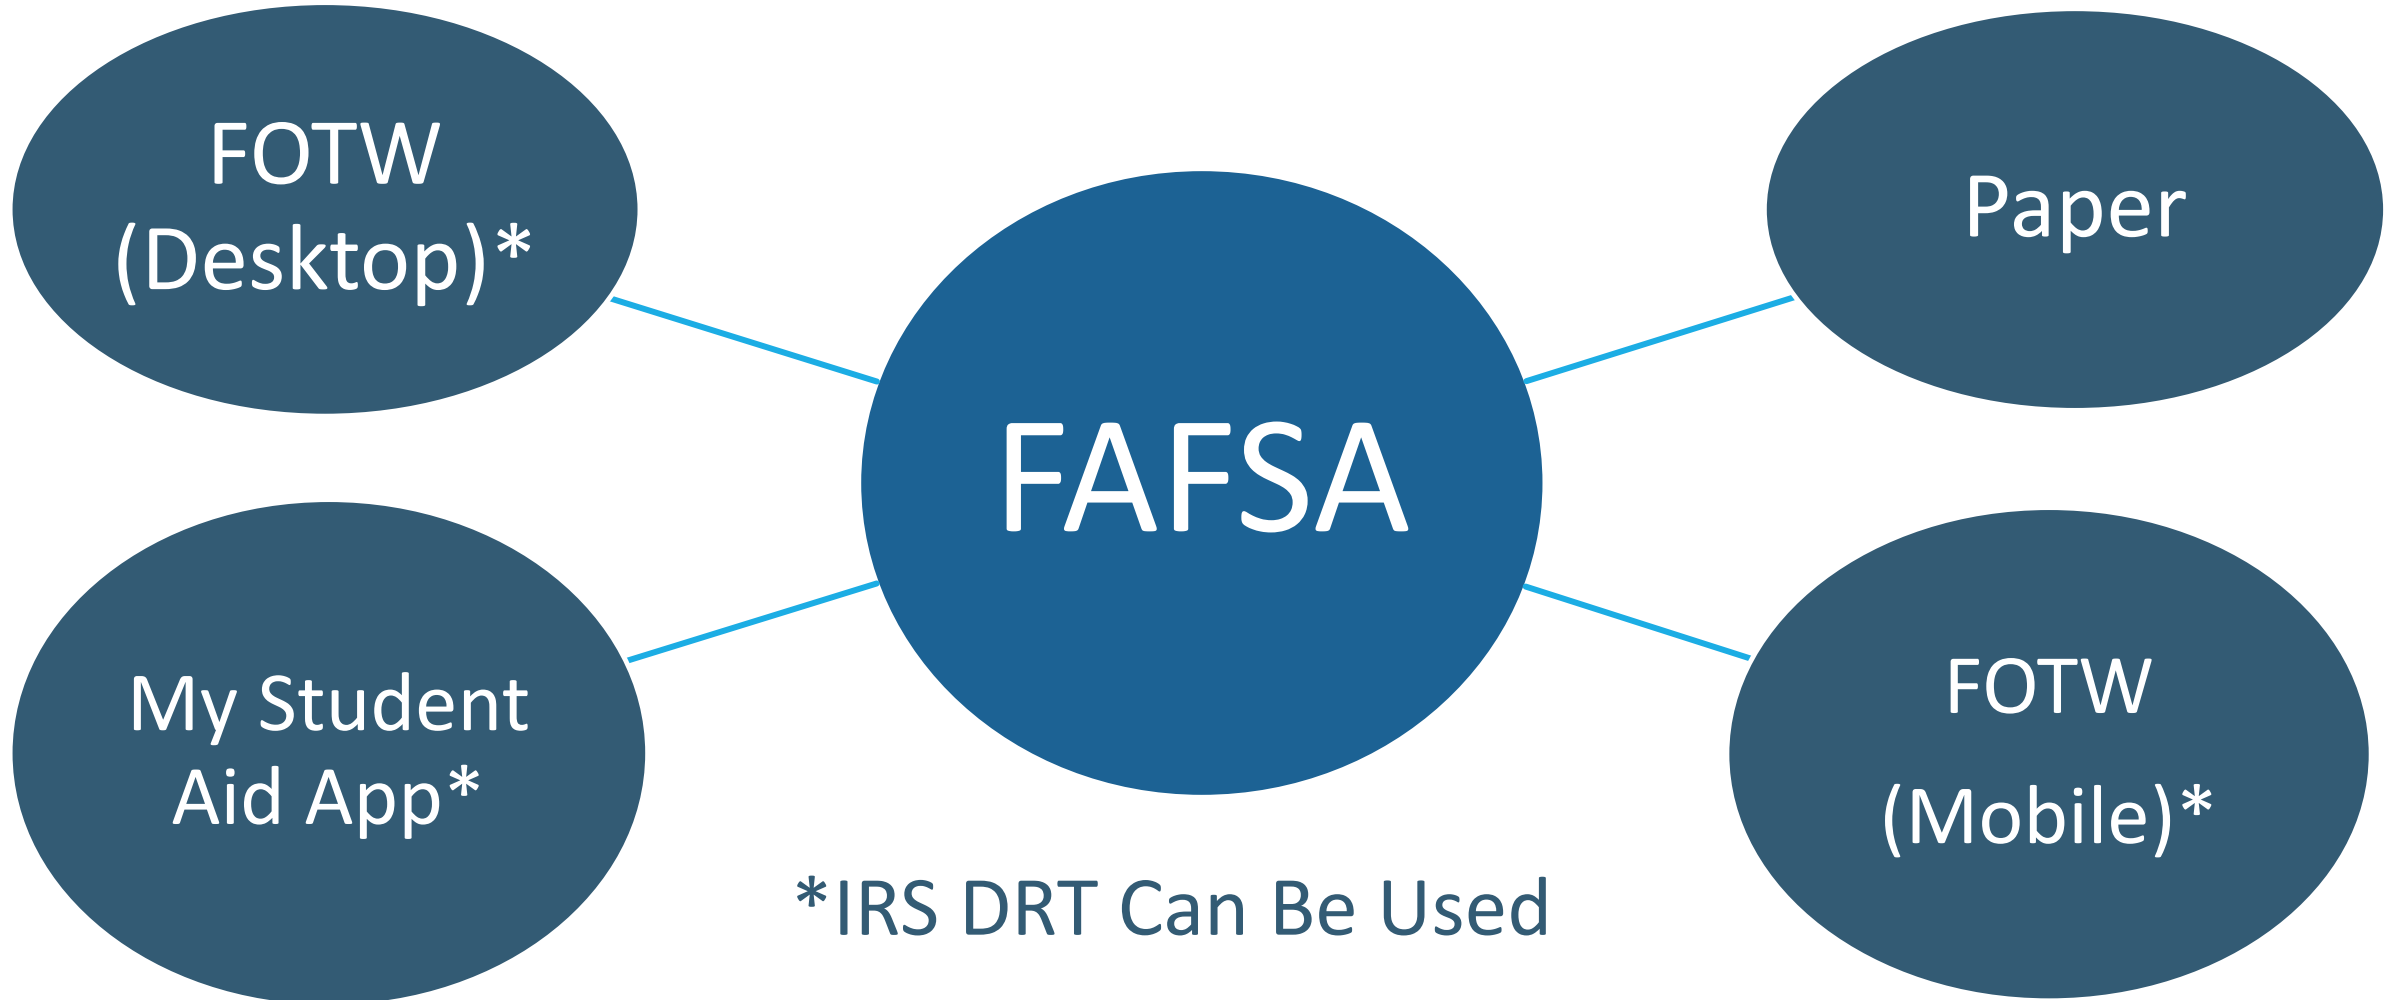 FOTW
(Desktop)*
Paper
FAFSA
My Student
Aid App*
FOTW
(Mobile)*
*IRS DRT Can Be Used